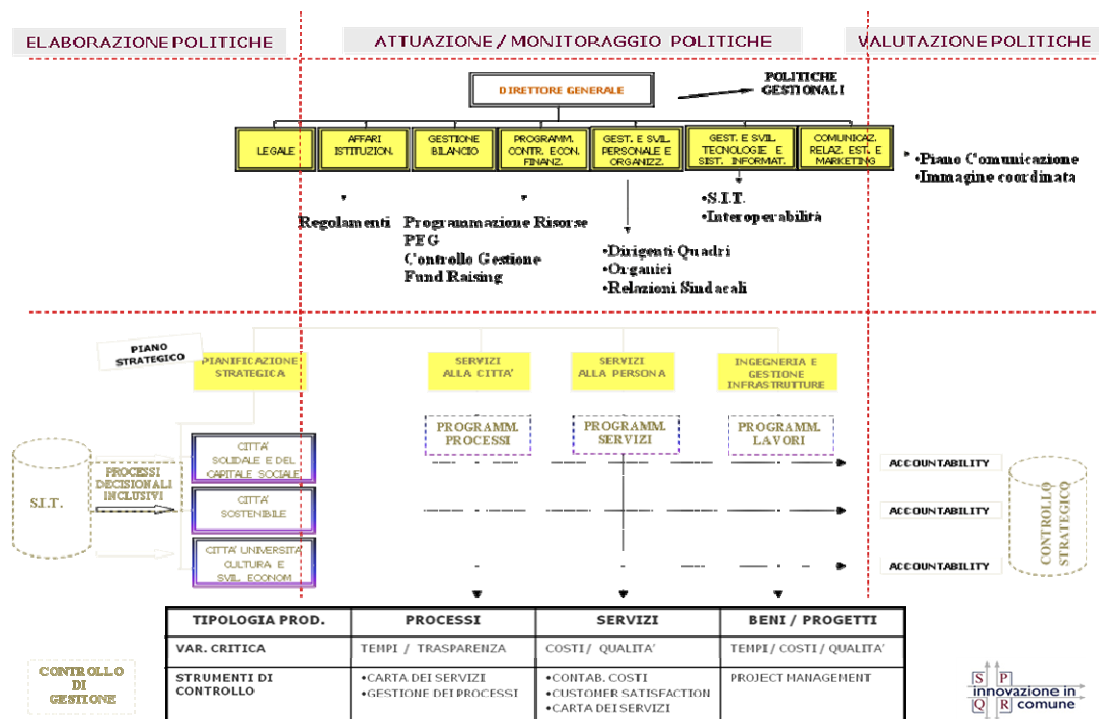 ELABORAZIONE POLITICHE
ATTUAZIONE / MONITORAGGIO POLITICHE
VALUTAZIONE POLITICHE
DIRETTORE GENERALE
POLITICHE
GESTIONALI
LEGALE
AFFARI
ISTITUZION.
GESTIONE
BILANCIO
PROGRAMM.
CONTR. ECON.
FINANZ.
GEST. E SVIL.
PERSONALE E
ORGANIZZ.
GEST. E SVIL.
TECNOLOGIE E
SIST. INFORMAT.
COMUNICAZ.
RELAZ. EST. E
MARKETING
•Piano Comunicazione
•Immagine coordinata
Regolamenti
Programmazione Risorse
PEG
Controllo Gestione
Fund Raising
•Dirigenti-Quadri
•Organici
•Relazioni Sindacali
•S.I.T.
•Interoperabilità
PIANO
STRATEGICO
PIANIFICAZIONE
STRATEGICA
SERVIZI
ALLA CITTA'
SERVIZI
ALLA PERSONA
INGEGNERIA E
GESTIONE
INFRASTRUTTURE
PROGRAMM.
PROCESSI
PROGRAMM.
SERVIZI
PROGRAMM.
LAVORI
S.I.T.
PROCESSI
DECISIONALI
INCLUSIVI
CITTA'
SOLIDALE E DEL
CAPITALE SOCIALE
CITTA'
SOSTENIBILE
CITTA' UNIVERSITA'
CULTURA E
SVIL. ECONOM
ACCOUNTABILITY
ACCOUNTABILITY
ACCOUNTABILITY
CONTROLLO
STRATEGICO
TIPOLOGIA PROD.
PROCESSI
SERVIZI
BENI / PROGETTI
VAR. CRITICA
TEMPI / TRASPARENZA
COSTI/ QUALITA'
TEMPI/ COSTI/ QUALITA'
STRUMENTI DI
CONTROLLO
•CARTA DEI SERVIZI
•GESTIONE DEI PROCESSI
•CONTAB. COSTI
•CUSTOMER SATISFACTION
•CARTA DEI SERVIZI
PROJECT MANAGEMENT
CONTROLLO
DI
GESTIONE
S P
innovazione in
Q R comune